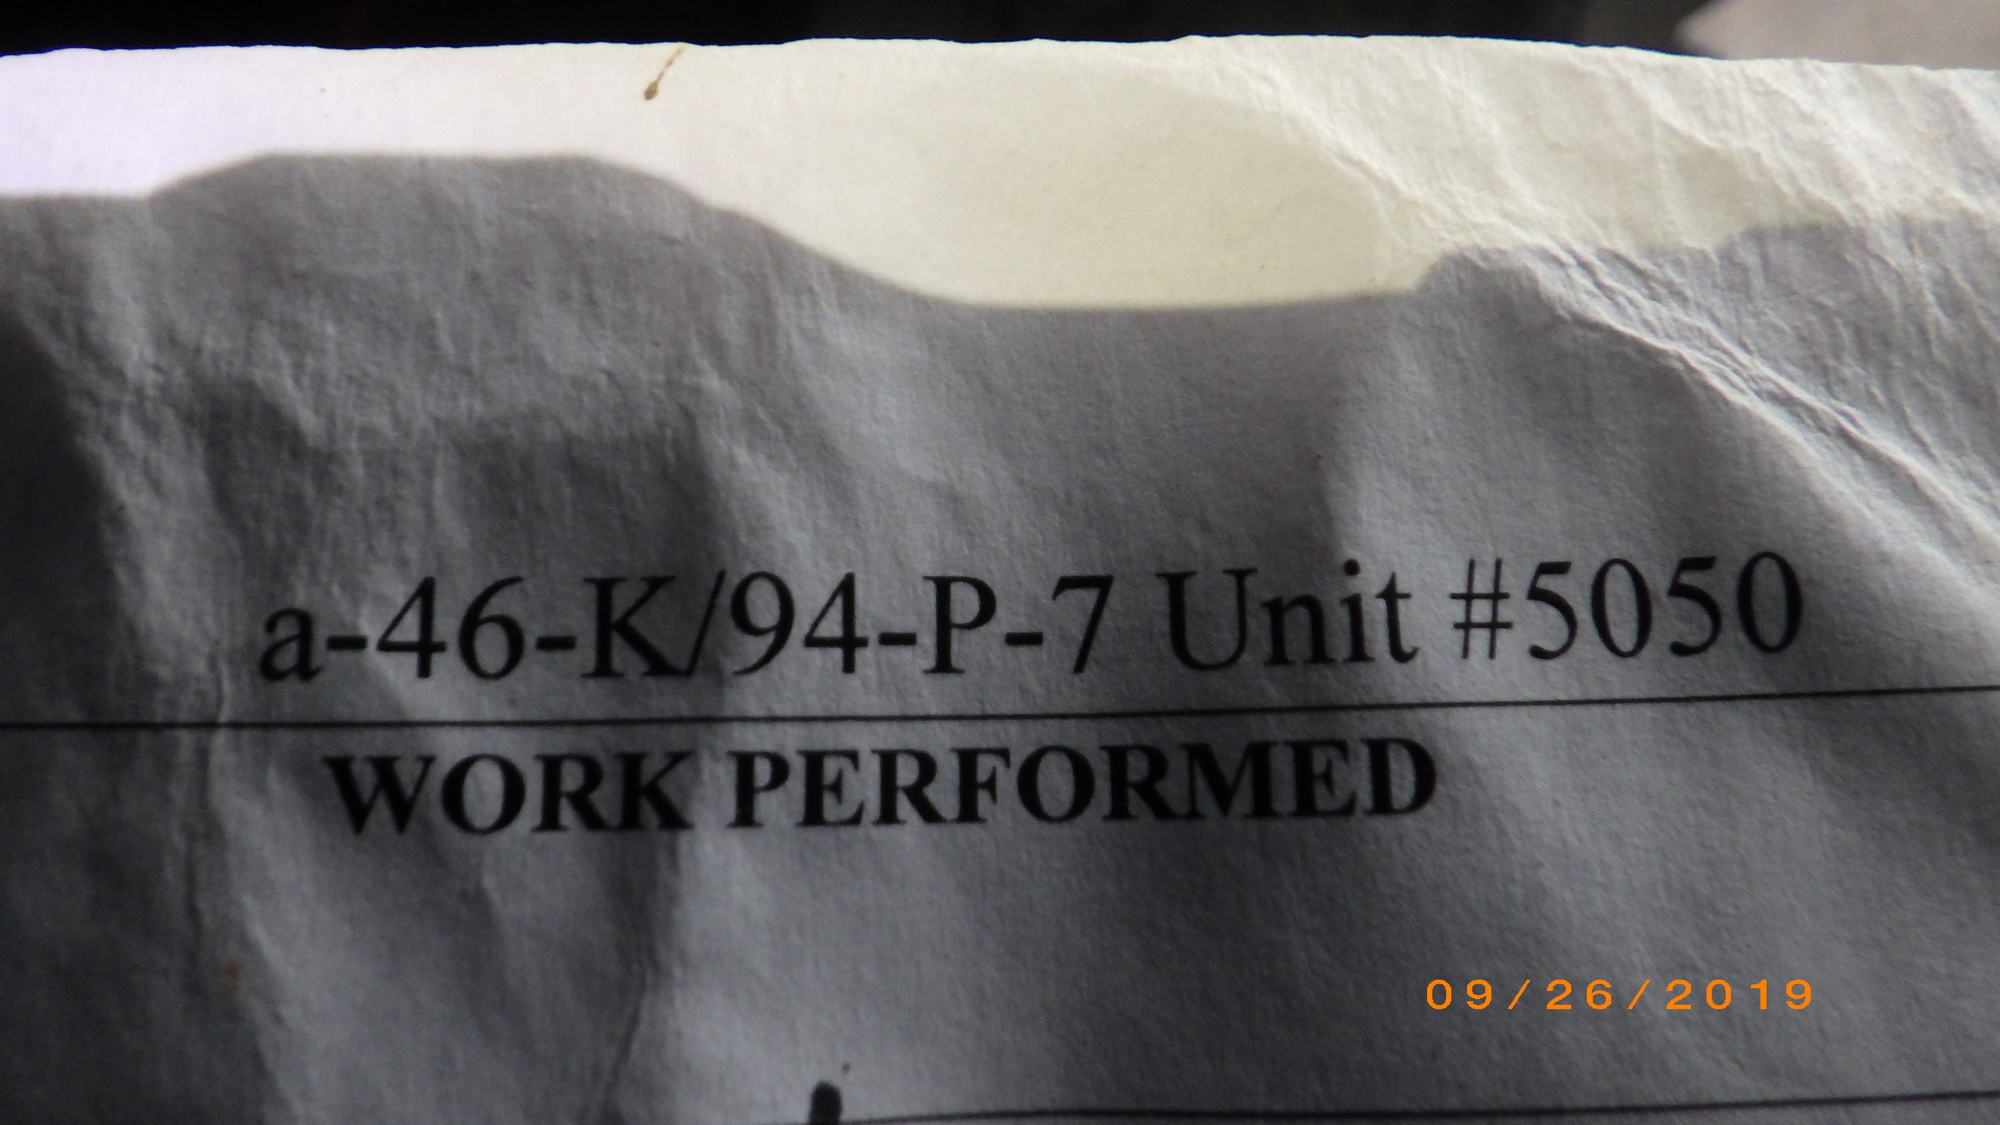 a-46-K/94-P-7 Unit #5050
WORK PERFORMED
09/26/2019